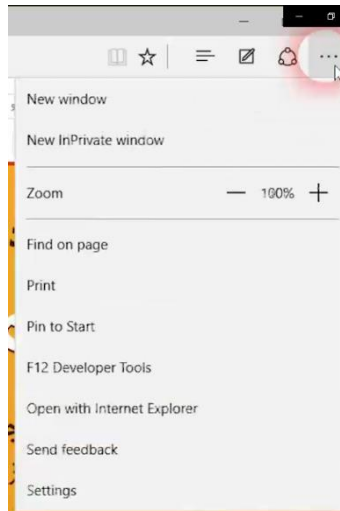 New window
New InPrivate window
Zoom — 100% +
Find on page
Print
Pin to Start
F12 Developer Tools
Open with Internet Explorer
Send feedback
Settings